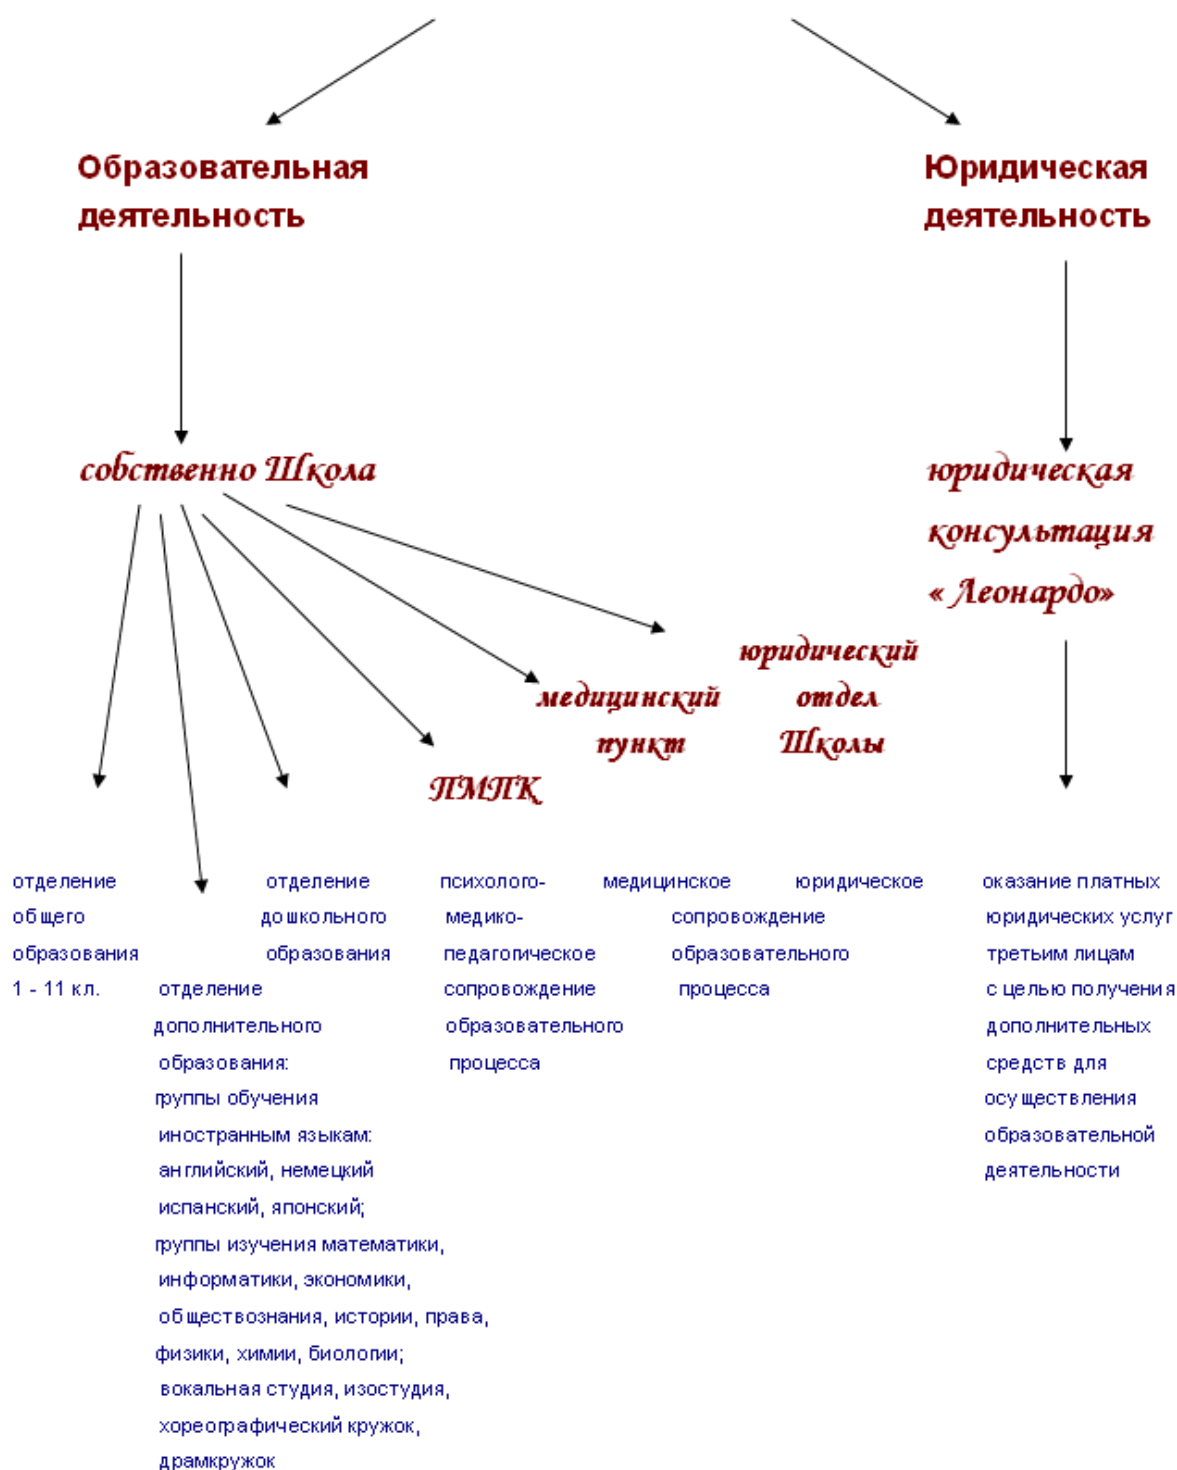 Образовательная
деятельность
Юридическая
деятельность
собственно Школа
юридическая
консультация
« Леонардо»
юридический
отдел
Школы
медицинский
пункт
ПМПК
отделение
общего
образования
1 - 11 кл.
отделение
дошкольного
образования
отделение
дополнительного
образования:
группы обучения
иностранным языкам:
английский, немецкий
испанский, японский;
группы изучения математики,
информатики, экономики,
обществознания, истории, права,
физики, химии, биологии;
вокальная студия, изостудия,
хореографический кружок,
драмкружок
психолого-
медико-
педагогическое
сопровождение
образовательного
процесса
медицинское юридическое
сопровождение
образовательного
процесса
оказание платных
юридических услуг
третьим лицам
с целью получения
дополнительных
средств для
осуществления
образовательной
деятельности